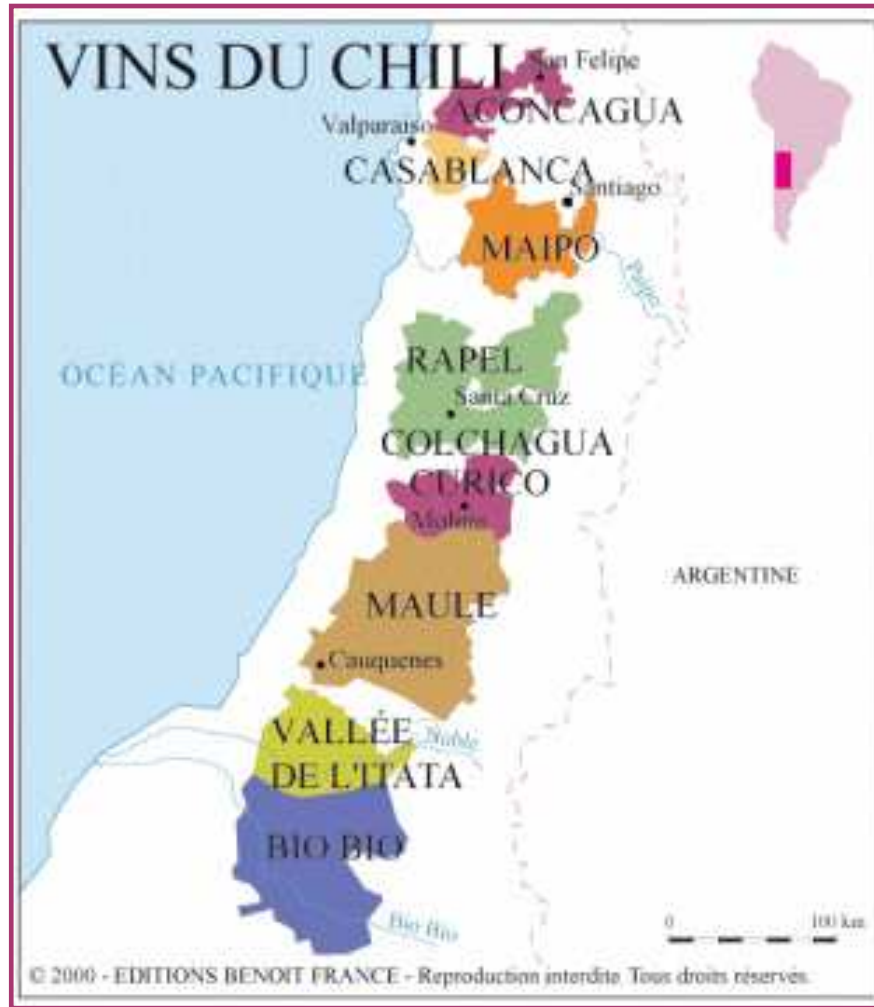 VINS DU CHILI
San Felipe
ACONCAGUA
Valparaiso
CASABLANCA
Santiago
MAIPO
OCÉAN PACIFIQUE
RAPEL
Santa Cruz
COLCHAGUA
CURICO
Molina
ARGENTINE
MAULE
Cauquenes
VALLÉE
DE L'ITATA
BIO BIO
Bio Bio
0 100 km
© 2000 - EDITIONS BENOIT FRANCE - Reproduction interdite. Tous droits réservés.